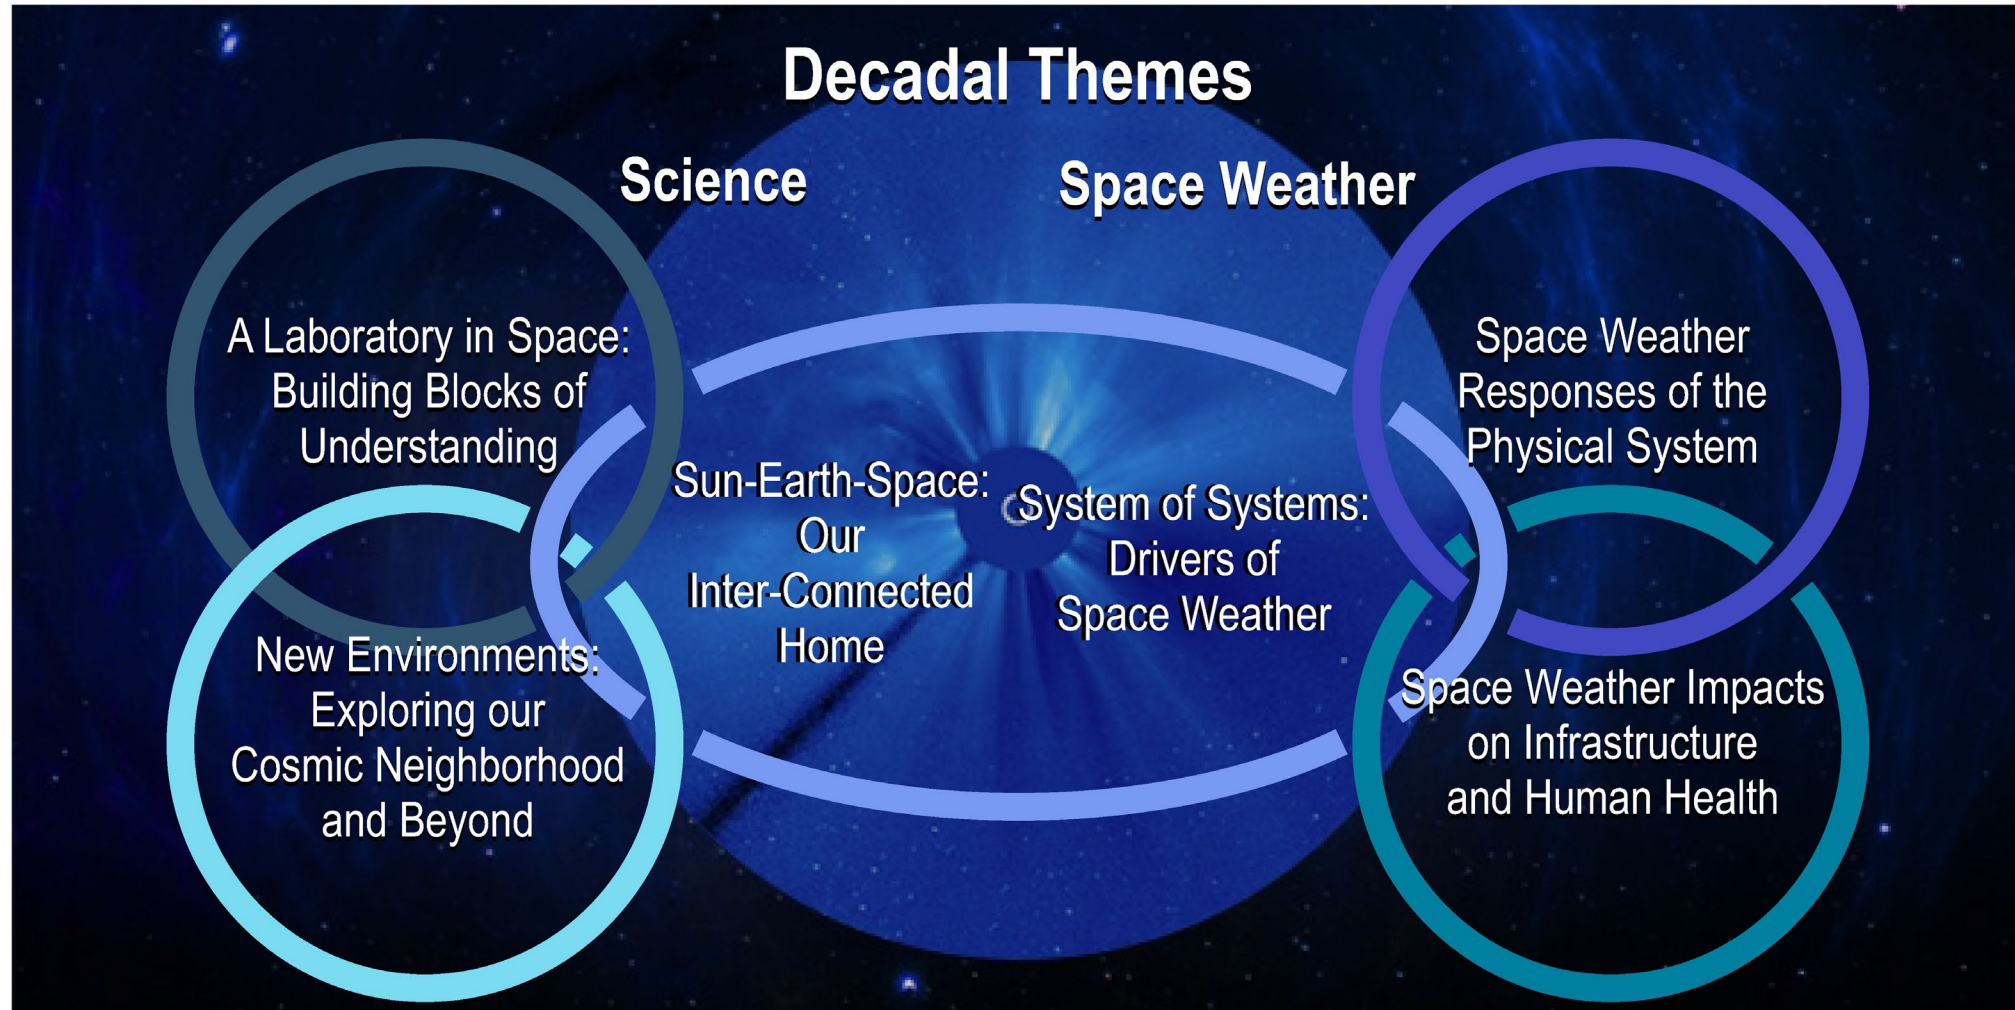 Decadal Themes
Science
Space Weather
A Laboratory in Space:
Building Blocks of
Understanding
New Environments:
Exploring our
Cosmic Neighborhood
and Beyond
Sun-Earth-Space:
Our
Inter-Connected
Home
System of Systems:
Drivers of
Space Weather
Space Weather
Responses of the
Physical System
Space Weather Impacts
on Infrastructure
and Human Health